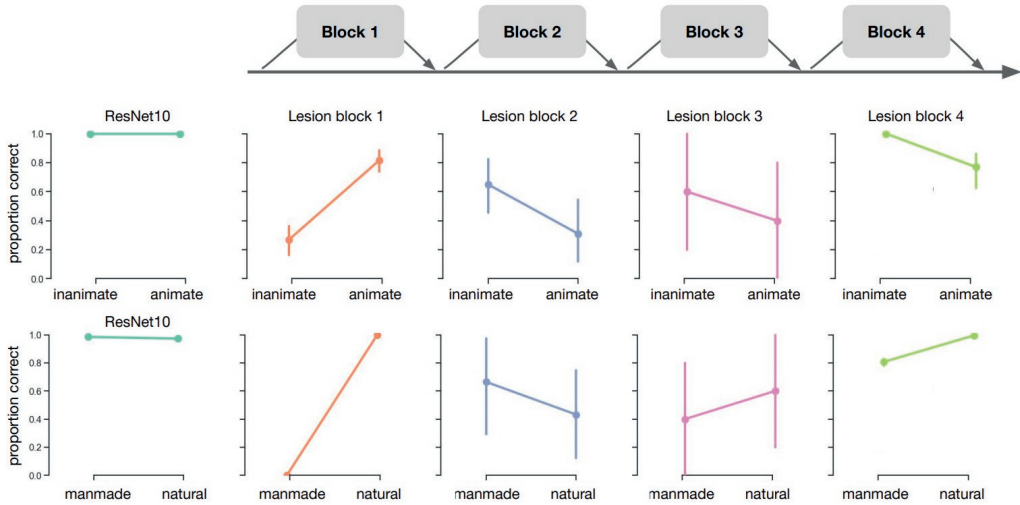 Block 1 Block 2 Block 3 Block 4
ResNet10 Lesion block 1 Lesion block 2 Lesion block 3 Lesion block 4
proportion correct
1.0
0.8
0.6
0.4
0.2
0.0
inanimate animate inanimate animate inanimate animate inanimate animate inanimate animate
ResNet10
proportion correct
1.0
0.8
0.6
0.4
0.2
0.0
manmade natural manmade natural manmade natural manmade natural manmade natural